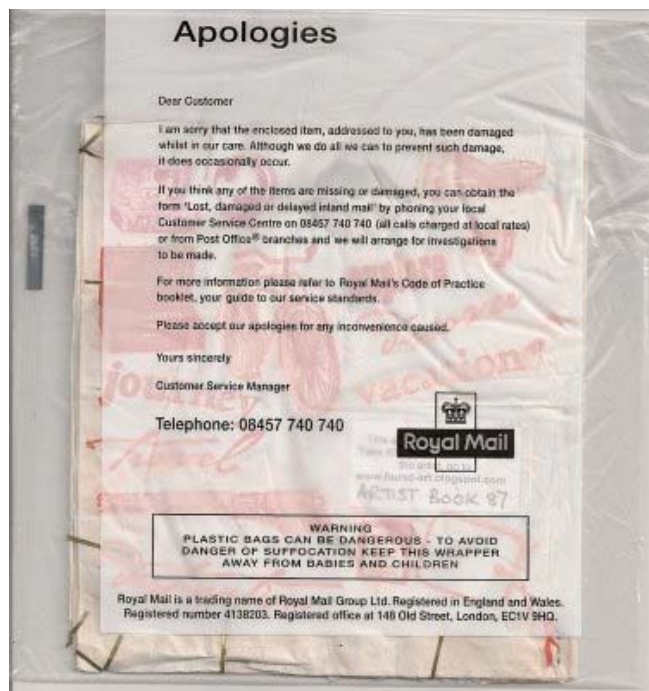 Apologies
Dear Customer
I am sorry that the enclosed item, addressed to you, has been damaged
whilst in our care. Although we do all we can to prevent such damage,
it does occasionally occur.
If you think any of the items are missing or damaged, you can obtain the
form 'Lost, damaged or delayed inland mail' by phoning your local
Customer Service Centre on 08457 740 740 (all calls charged at local rates)
or from Post Office® branches and we will arrange for investigations
to be made.
For more information please refer to Royal Mail's Code of Practice
booklet, your guide to our service standards.
Please accept our apologies for any inconvenience caused.
journey
vacation
Yours sincerely
Customer Service Manager
Telephone: 08457 740 740
Royal Mail
travel
www.found-art.blogspot.com
ARTIST BOOK 87
WARNING
PLASTIC BAGS CAN BE DANGEROUS - TO AVOID
DANGER OF SUFFOCATION KEEP THIS WRAPPER
AWAY FROM BABIES AND CHILDREN
Royal Mail is a trading name of Royal Mail Group Ltd. Registered in England and Wales.
Registered number 4138203. Registered office at 148 Old Street, London, EC1V 9HQ.